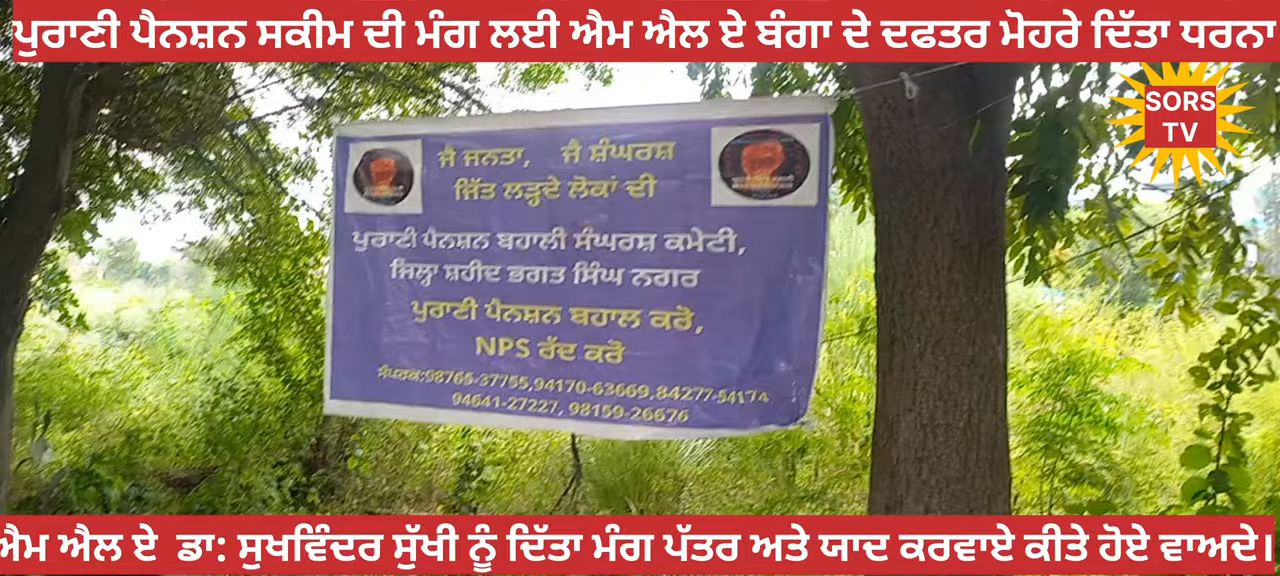 ਪੁਰਾਣੀ ਪੈਨਸ਼ਨ ਸਕੀਮ ਦੀ ਮੰਗ ਲਈ ਐਮ ਐਲ ਏ ਬੰਗਾ ਦੇ ਦਫਤਰ ਮੋਹਰੇ ਦਿੱਤਾ ਧਰਨਾ
SORS
TV
ਜੈ ਜਨਤਾ, ਜੈ ਸ਼ੰਘਰਸ਼
ਜਿੱਤ ਲੜ੍ਹਦੇ ਲੋਕਾਂ ਦੀ
ਪੁਰਾਣੀ ਪੈਨਸ਼ਨ ਬਹਾਲੀ ਸੰਘਰਸ਼ ਕਮੇਟੀ,
ਜਿਲ੍ਹਾ ਸ਼ਹੀਦ ਭਗਤ ਸਿੰਘ ਨਗਰ
ਪੁਰਾਣੀ ਪੈਨਸ਼ਨ ਬਹਾਲ ਕਰੋ,
NPS ਰੱਦ ਕਰੋ
ਸੰਪਰਕ:98765-37755,94170-63669,84277-54174
94641-27227, 98159-26676
ਐਮ ਐਲ ਏ ਡਾ: ਸੁਖਵਿੰਦਰ ਸੁੱਖੀ ਨੂੰ ਦਿੱਤਾ ਮੰਗ ਪੱਤਰ ਅਤੇ ਯਾਦ ਕਰਵਾਏ ਕੀਤੇ ਹੋਏ ਵਾਅਦੇ।